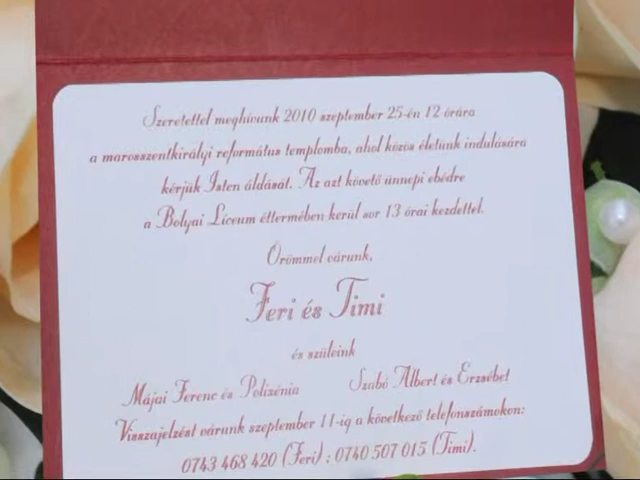 Szeretettel meghívunk 2010 szeptember 25-én 12 órára
a marosszentkirályi református templomba, ahol közös életünk indulására
kérjük Isten áldását. Az azt követő ünnepi ebédre
a Bolyai Líceum éttermében kerül sor 13 órai kezdettel.
Örömmel várunk,
Feri és Timi
és szüleink
Májai Ferenc és Polixénia Szabó Albert és Erzsébet
Visszajelzést várunk szeptember 11-ig a következő telefonszámokon:
0743 468 420 (Feri) ; 0740 507 015 (Timi).